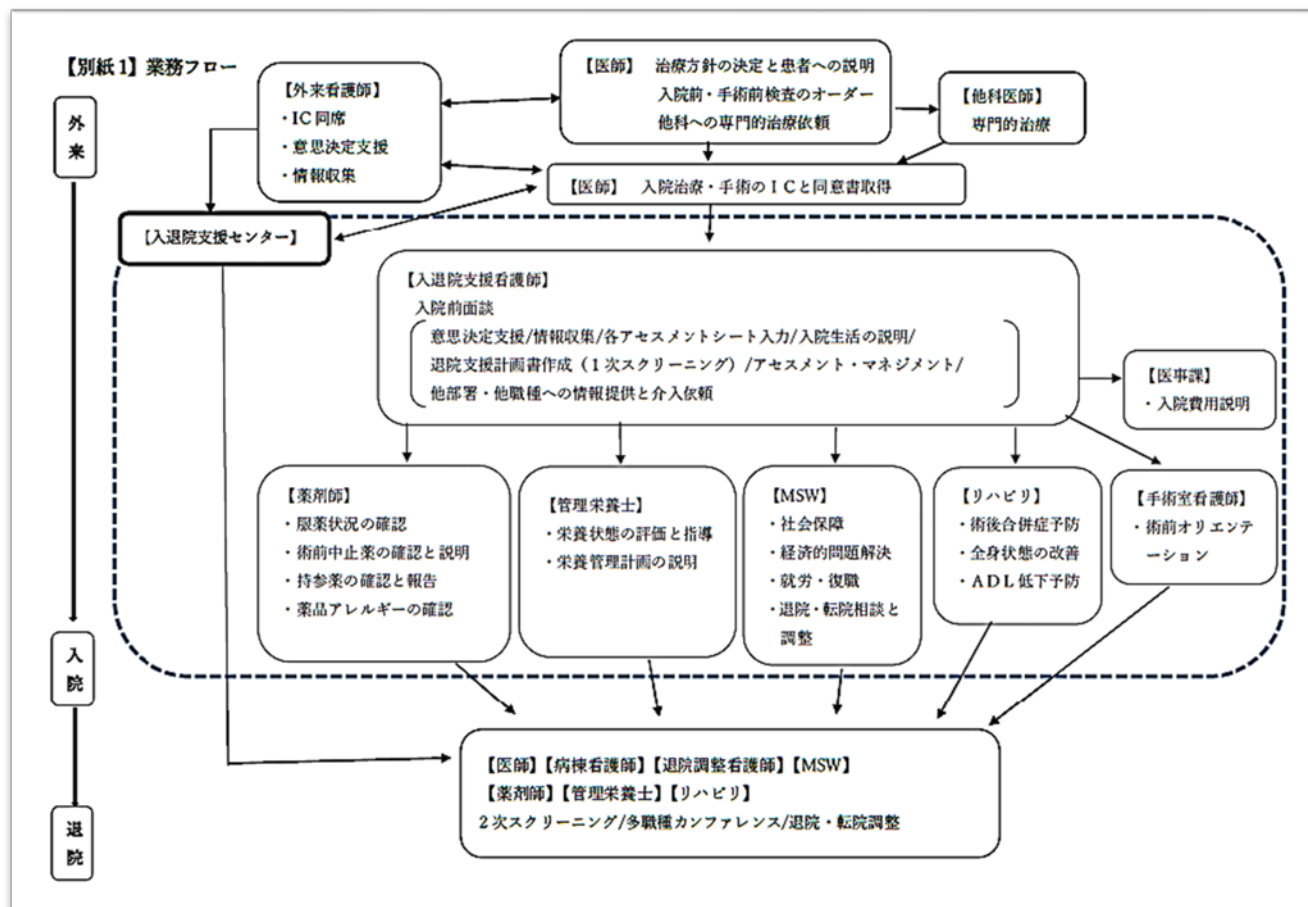 【別紙1】業務フロー
外来
【外来看護師】
・IC同席
・意思決定支援
・情報収集
【医師】 治療方針の決定と患者への説明
入院前・手術前検査のオーダー
他科への専門的治療依頼
【他科医師】
専門的治療
【医師】 入院治療・手術のICと同意書取得
【入退院支援センター】
【入退院支援看護師】
入院前面談
意思決定支援/情報収集/各アセスメントシート入力/入院生活の説明/
退院支援計画書作成（1次スクリーニング）/アセスメント・マネジメント/
他部署・他職種への情報提供と介入依頼
【医事課】
・入院費用説明
【薬剤師】
・服薬状況の確認
・術前中止薬の確認と説明
・持参薬の確認と報告
・薬品アレルギーの確認
【管理栄養士】
・栄養状態の評価と指導
・栄養管理計画の説明
【MSW】
・社会保障
・経済的問題解決
・就労・復職
・退院・転院相談と
調整
【リハビリ】
・術後合併症予防
・全身状態の改善
・ADL低下予防
【手術室看護師】
・術前オリエンテ
ーション
入院
【医師】【病棟看護師】【退院調整看護師】【MSW】
【薬剤師】【管理栄養士】【リハビリ】
2次スクリーニング/多職種カンファレンス/退院・転院調整
退院